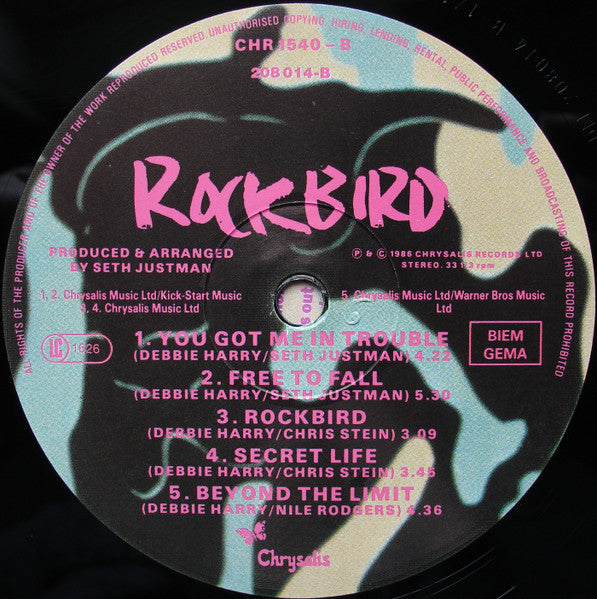 ALL RIGHTS OF THE PRODUCER AND OF THE OWNER OF THE WORK REPRODUCED RESERVED UNAUTHORISED COPYING, HIRING, LENDING, RENTAL, PUBLIC PERFORMANCE AND BROADCASTING OF THIS RECORD PROHIBITED
CHR 1540 – B
208 014-B
ROCKBIRD
PRODUCED & ARRANGED
BY SETH JUSTMAN
℗ & © 1986 CHRYSALIS RECORDS LTD
STEREO. 33 1/3 rpm
1, 2. Chrysalis Music Ltd/Kick-Start Music
3, 4. Chrysalis Music Ltd
5. Chrysalis Music Ltd/Warner Bros Music
Ltd
LC 1626
BIEM
GEMA
1. YOU GOT ME IN TROUBLE
(DEBBIE HARRY/SETH JUSTMAN) 4.22
2. FREE TO FALL
(DEBBIE HARRY/SETH JUSTMAN) 5.30
3. ROCKBIRD
(DEBBIE HARRY/CHRIS STEIN) 3 09
4. SECRET LIFE
(DEBBIE HARRY/CHRIS STEIN) 3.45
5. BEYOND THE LIMIT
(DEBBIE HARRY/NILE RODGERS) 4.36
Chrysalis